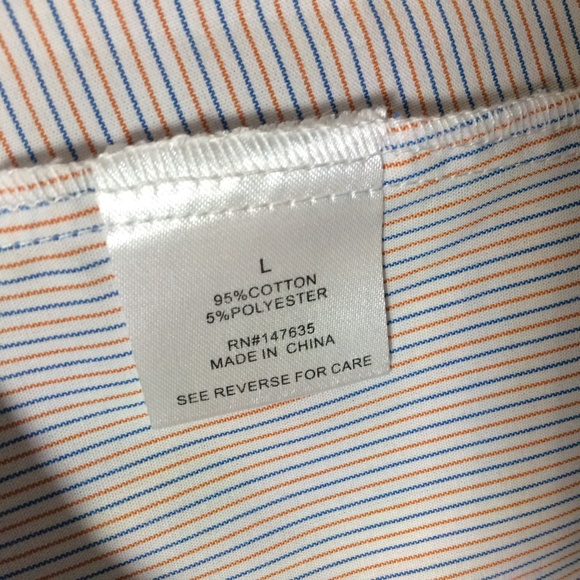 L
95%COTTON
5%POLYESTER
RN#147635
MADE IN CHINA
SEE REVERSE FOR CARE